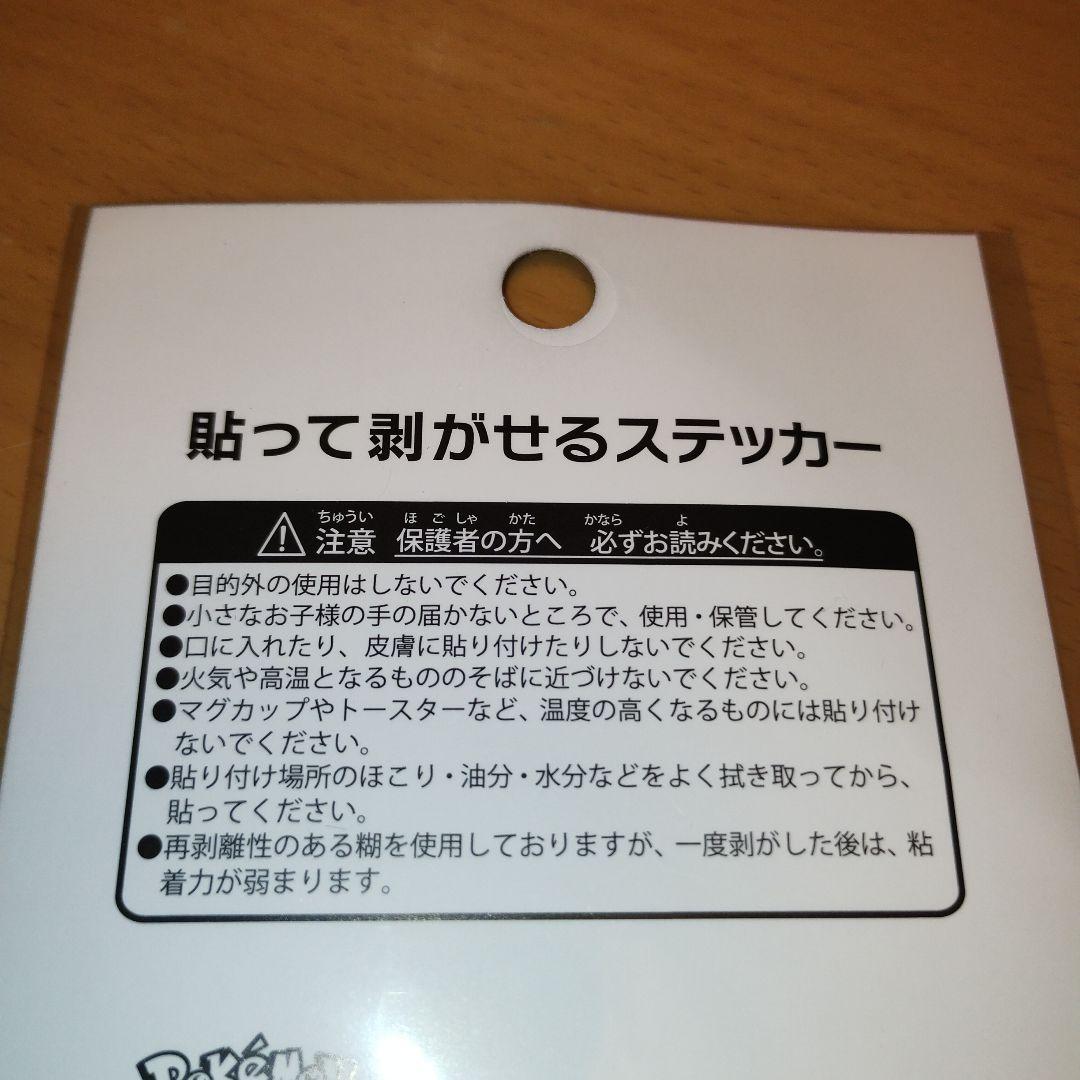 貼って剥がせるステッカー
ちゅうい ほごしゃ かた かなら よ
注意 保護者の方へ 必ずお読みください。
●目的外の使用はしないでください。
●小さなお子様の手の届かないところで、使用・保管してください。
●口に入れたり、皮膚に貼り付けたりしないでください。
●火気や高温となるもののそばに近づけないでください。
●マグカップやトースターなど、温度の高くなるものには貼り付け
ないでください。
●貼り付け場所のほこり・油分・水分などをよく拭き取ってから、
貼ってください。
●再剥離性のある糊を使用しておりますが、一度剥がした後は、粘
着力が弱まります。
POKéMON